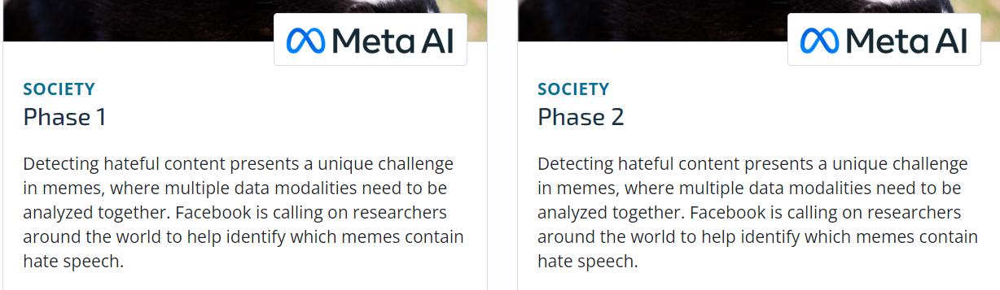 Meta AI
SOCIETY
Phase 1
Detecting hateful content presents a unique challenge
in memes, where multiple data modalities need to be
analyzed together. Facebook is calling on researchers
around the world to help identify which memes contain
hate speech.
Meta AI
SOCIETY
Phase 2
Detecting hateful content presents a unique challenge
in memes, where multiple data modalities need to be
analyzed together. Facebook is calling on researchers
around the world to help identify which memes contain
hate speech.